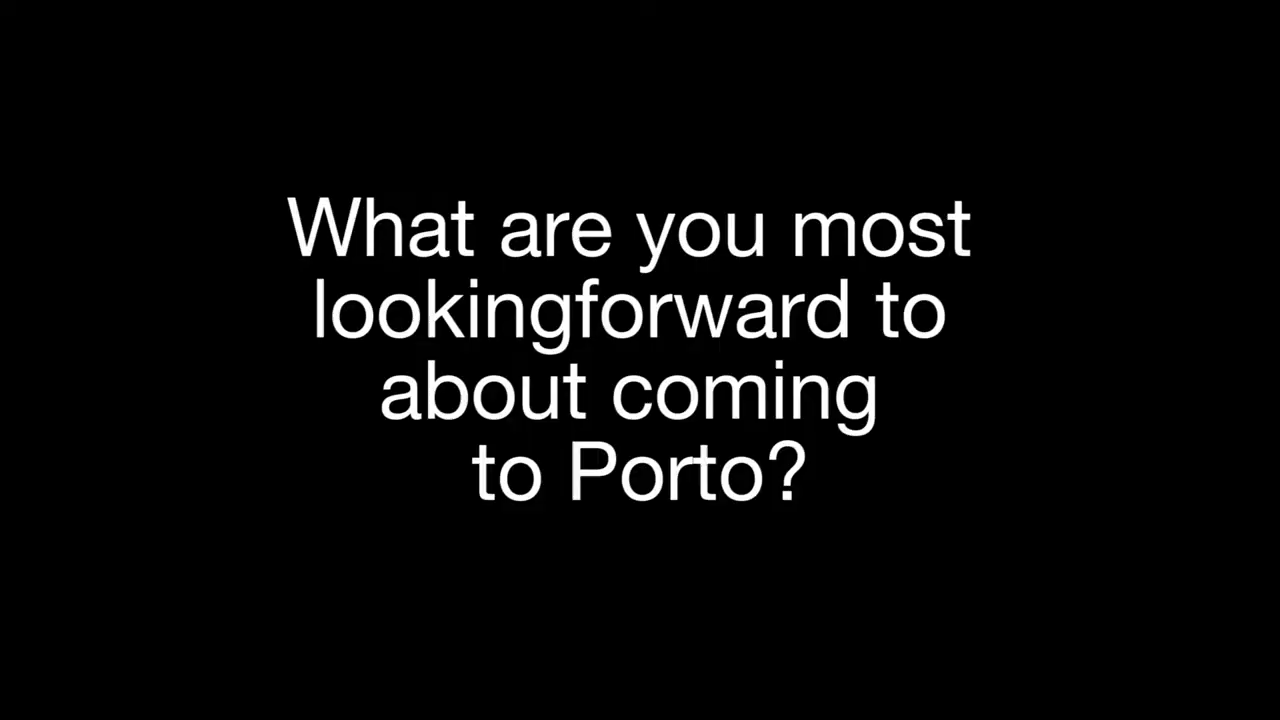 What are you most
lookingforward to
about coming
to Porto?